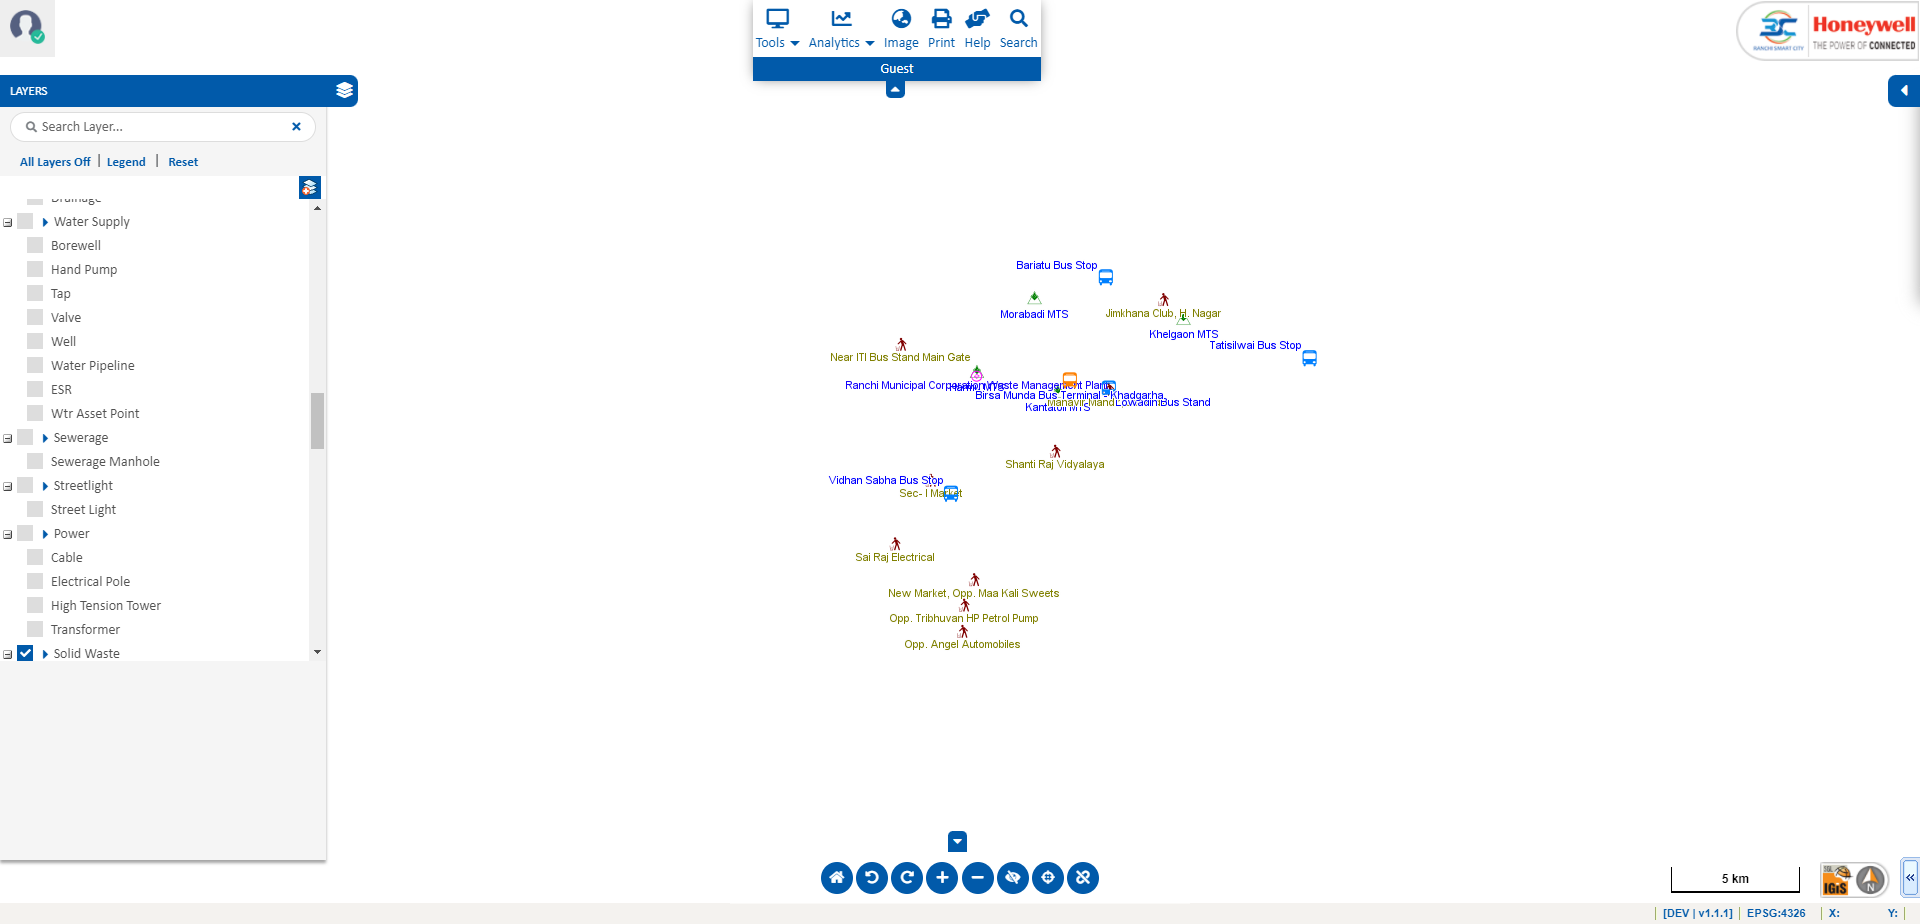 Tools
Analytics
Image
Print
Help
Search
Guest
RANCHI SMART CITY
Honeywell
THE POWER OF CONNECTED
LAYERS
Search Layer...
All Layers Off | Legend | Reset
Drainage
Water Supply
Borewell
Hand Pump
Tap
Valve
Well
Water Pipeline
ESR
Wtr Asset Point
Sewerage
Sewerage Manhole
Streetlight
Street Light
Power
Cable
Electrical Pole
High Tension Tower
Transformer
Solid Waste
Bariatu Bus Stop
Morabadi MTS
Jimkhana Club, H. Nagar
Khelgaon MTS
Tatisilwai Bus Stop
Near ITI Bus Stand Main Gate
Ranchi Municipal Corporation Waste Management Plant
Birsa Munda Bus Terminal - Khadgarha
Bus Stand
Kantatoli MTS
Shanti Raj Vidyalaya
Vidhan Sabha Bus Stop
Sec- I Market
Sai Raj Electrical
New Market, Opp. Maa Kali Sweets
Opp. Tribhuvan HP Petrol Pump
Opp. Angel Automobiles
5 km
IGiS
N
[DEV | v1.1.1]
EPSG:4326
X:
Y: